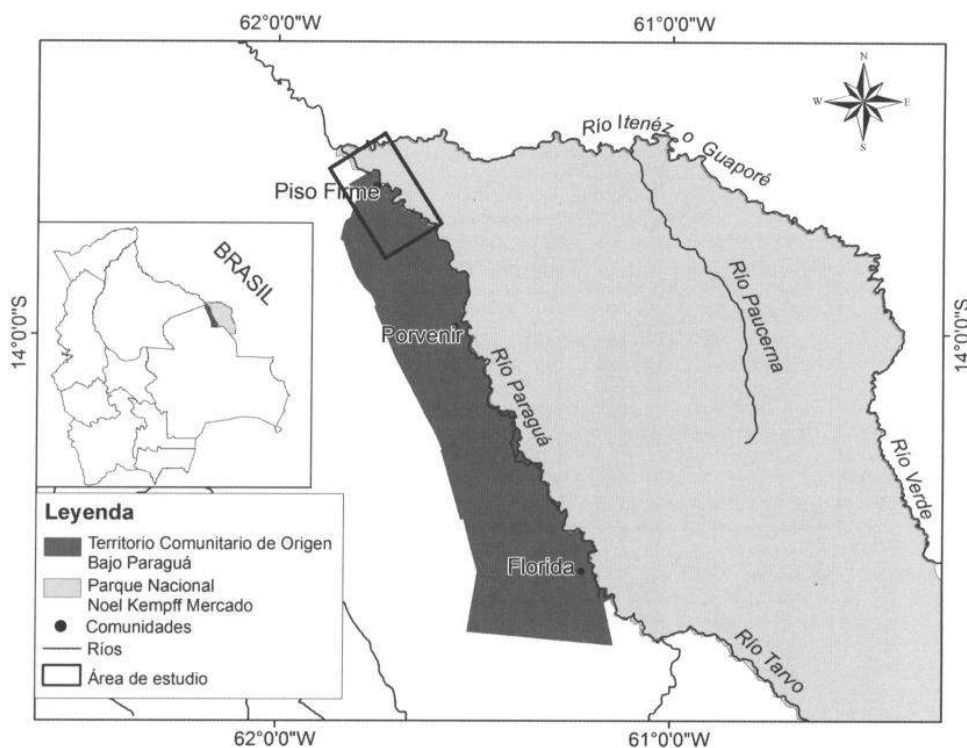 62°0'0"W
61°0'0"W
N
W
E
S
Río Itenéz o Guaporé
Piso Firme
BRASIL
Río Paucerna
14°0'0"S
14°0'0"S
Porvenir
Río Paraguá
Río Verde
Leyenda
Territorio Comunitario de Origen
Bajo Paraguá
Parque Nacional
Noel Kempff Mercado
Comunidades
Ríos
Área de estudio
Florida
Río Tarvo
62°0'0"W
61°0'0"W